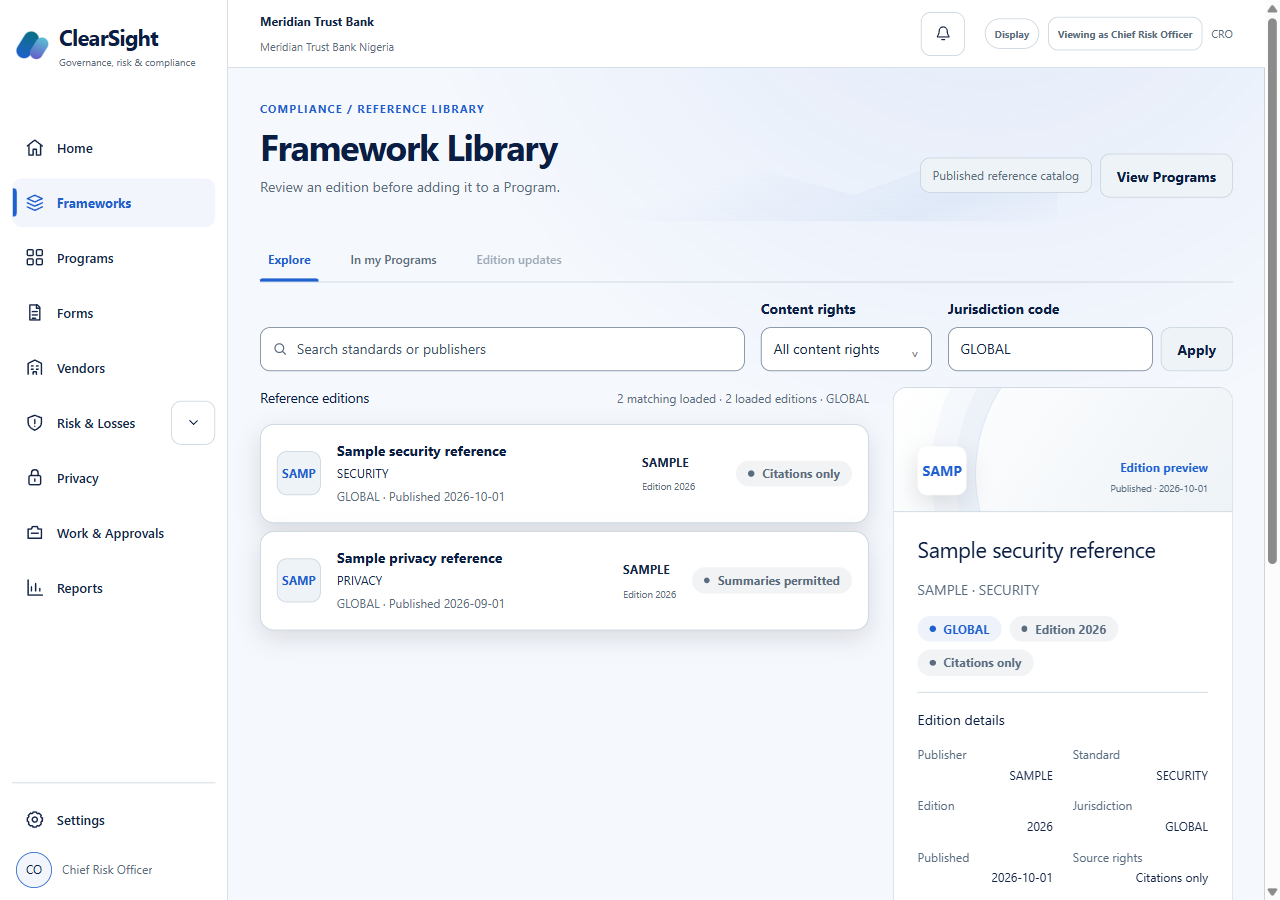 ClearSight
Governance, risk & compliance
Home
Frameworks
Programs
Forms
Vendors
Risk & Losses
Privacy
Work & Approvals
Reports
Settings
CO
Chief Risk Officer
Meridian Trust Bank
Meridian Trust Bank Nigeria
Display
Viewing as Chief Risk Officer
CRO
COMPLIANCE / REFERENCE LIBRARY
Framework Library
Review an edition before adding it to a Program.
Published reference catalog
View Programs
Explore
In my Programs
Edition updates
Content rights
Jurisdiction code
Search standards or publishers
All content rights
GLOBAL
Apply
Reference editions
2 matching loaded · 2 loaded editions · GLOBAL
SAMP
Sample security reference
SECURITY
GLOBAL · Published 2026-10-01
SAMPLE
Edition 2026
Citations only
SAMP
Sample privacy reference
PRIVACY
GLOBAL · Published 2026-09-01
SAMPLE
Edition 2026
Summaries permitted
SAMP
Edition preview
Published · 2026-10-01
Sample security reference
SAMPLE · SECURITY
GLOBAL
Edition 2026
Citations only
Edition details
Publisher
SAMPLE
Standard
SECURITY
Edition
2026
Jurisdiction
GLOBAL
Published
2026-10-01
Source rights
Citations only